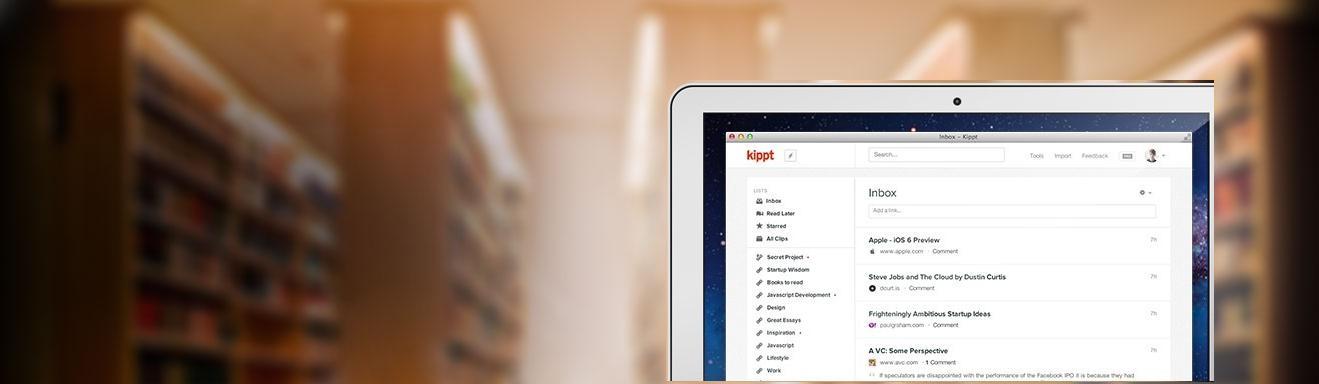 Inbox – Kippt
kippt
Search...
Tools
Import
Feedback
PRO
LISTS
Inbox
Read Later
Starred
All Clips
Secret Project
Startup Wisdom
Books to read
Javascript Development
Design
Great Essays
Inspiration
Javascript
Lifestyle
Work
Inbox
Add a link...
Apple - iOS 6 Preview 7h
www.apple.com · Comment
Steve Jobs and The Cloud by Dustin Curtis 7h
dcurt.is · Comment
Frighteningly Ambitious Startup Ideas 7h
paulgraham.com · Comment
A VC: Some Perspective 7h
www.avc.com · 1 Comment
If speculators are disappointed with the performance of the Facebook IPO it is because they had